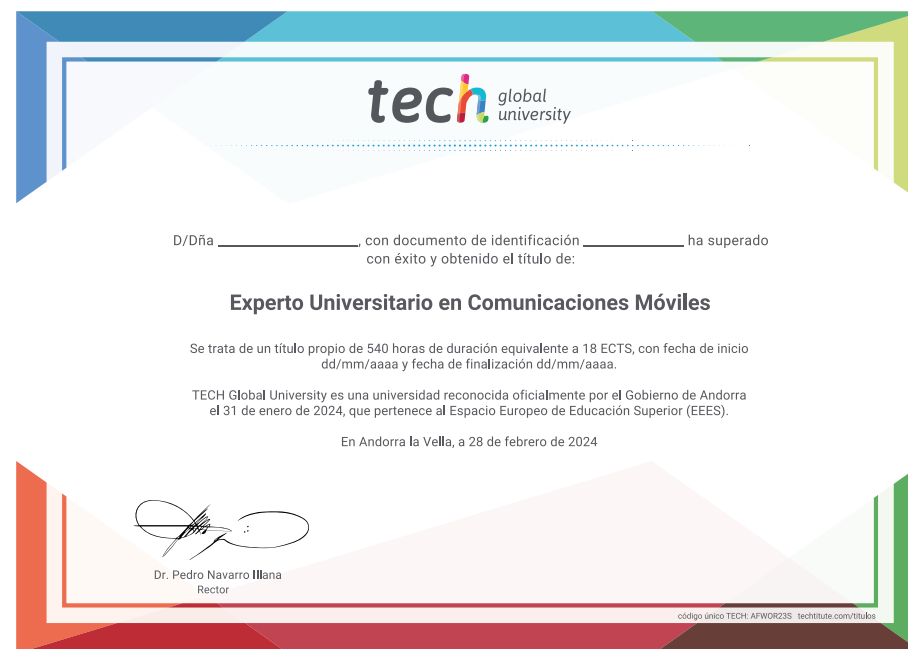 tech global university
D/Dña ____________________, con documento de identificación ______________ ha superado
con éxito y obtenido el título de:
Experto Universitario en Comunicaciones Móviles
Se trata de un título propio de 540 horas de duración equivalente a 18 ECTS, con fecha de inicio
dd/mm/aaaa y fecha de finalización dd/mm/aaaa.
TECH Global University es una universidad reconocida oficialmente por el Gobierno de Andorra
el 31 de enero de 2024, que pertenece al Espacio Europeo de Educación Superior (EEES).
En Andorra la Vella, a 28 de febrero de 2024
Dr. Pedro Navarro Illana
Rector
código único TECH: AFWOR23S techtitute.com/titulos